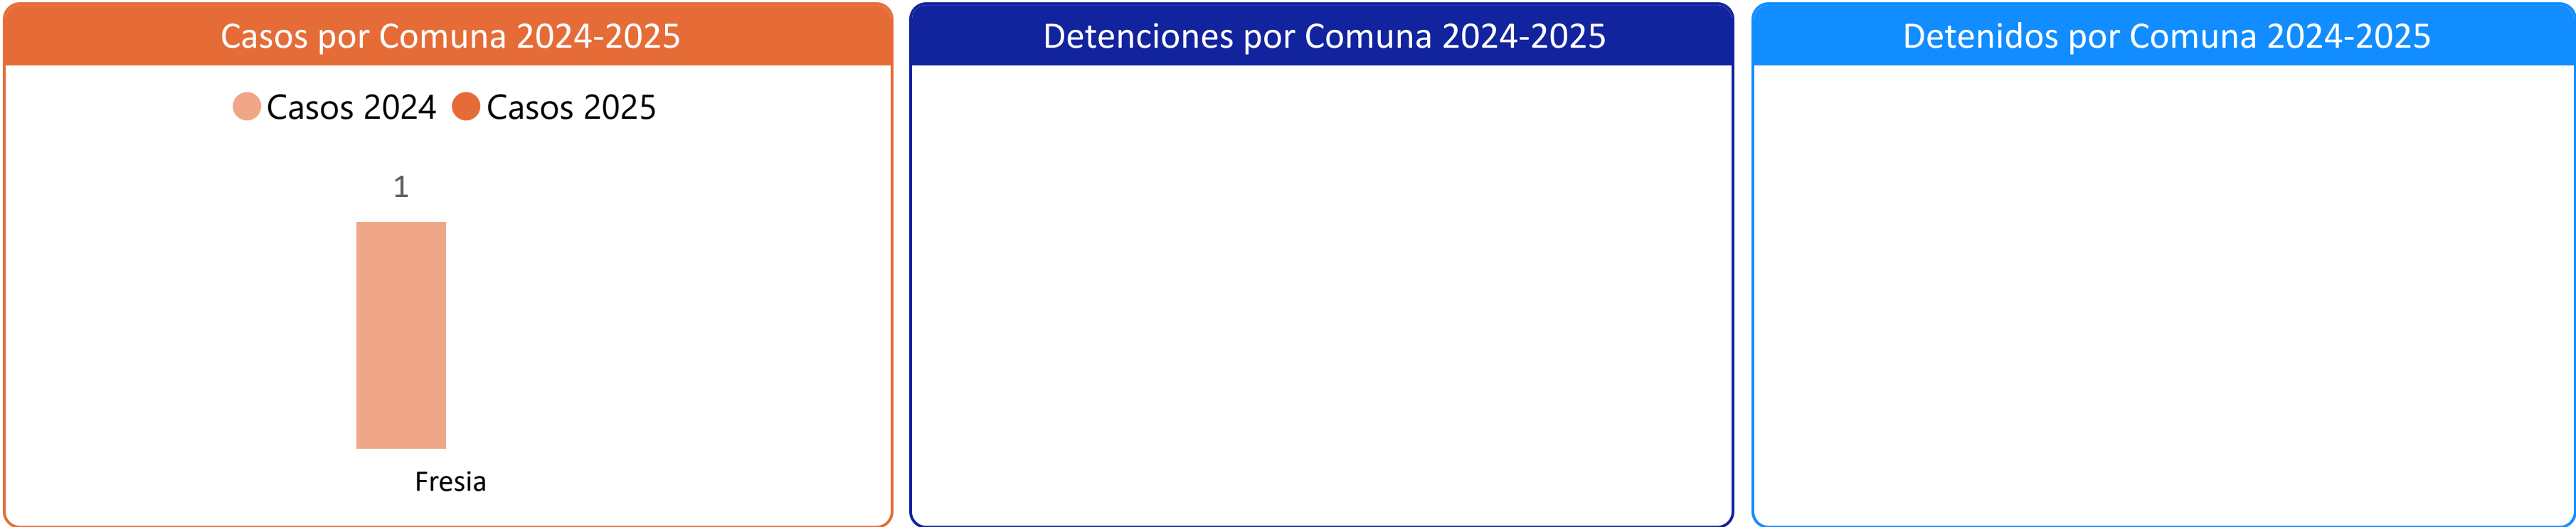 Casos por Comuna 2024-2025
Casos 2024 Casos 2025
1
Fresia
Detenciones por Comuna 2024-2025
Detenidos por Comuna 2024-2025